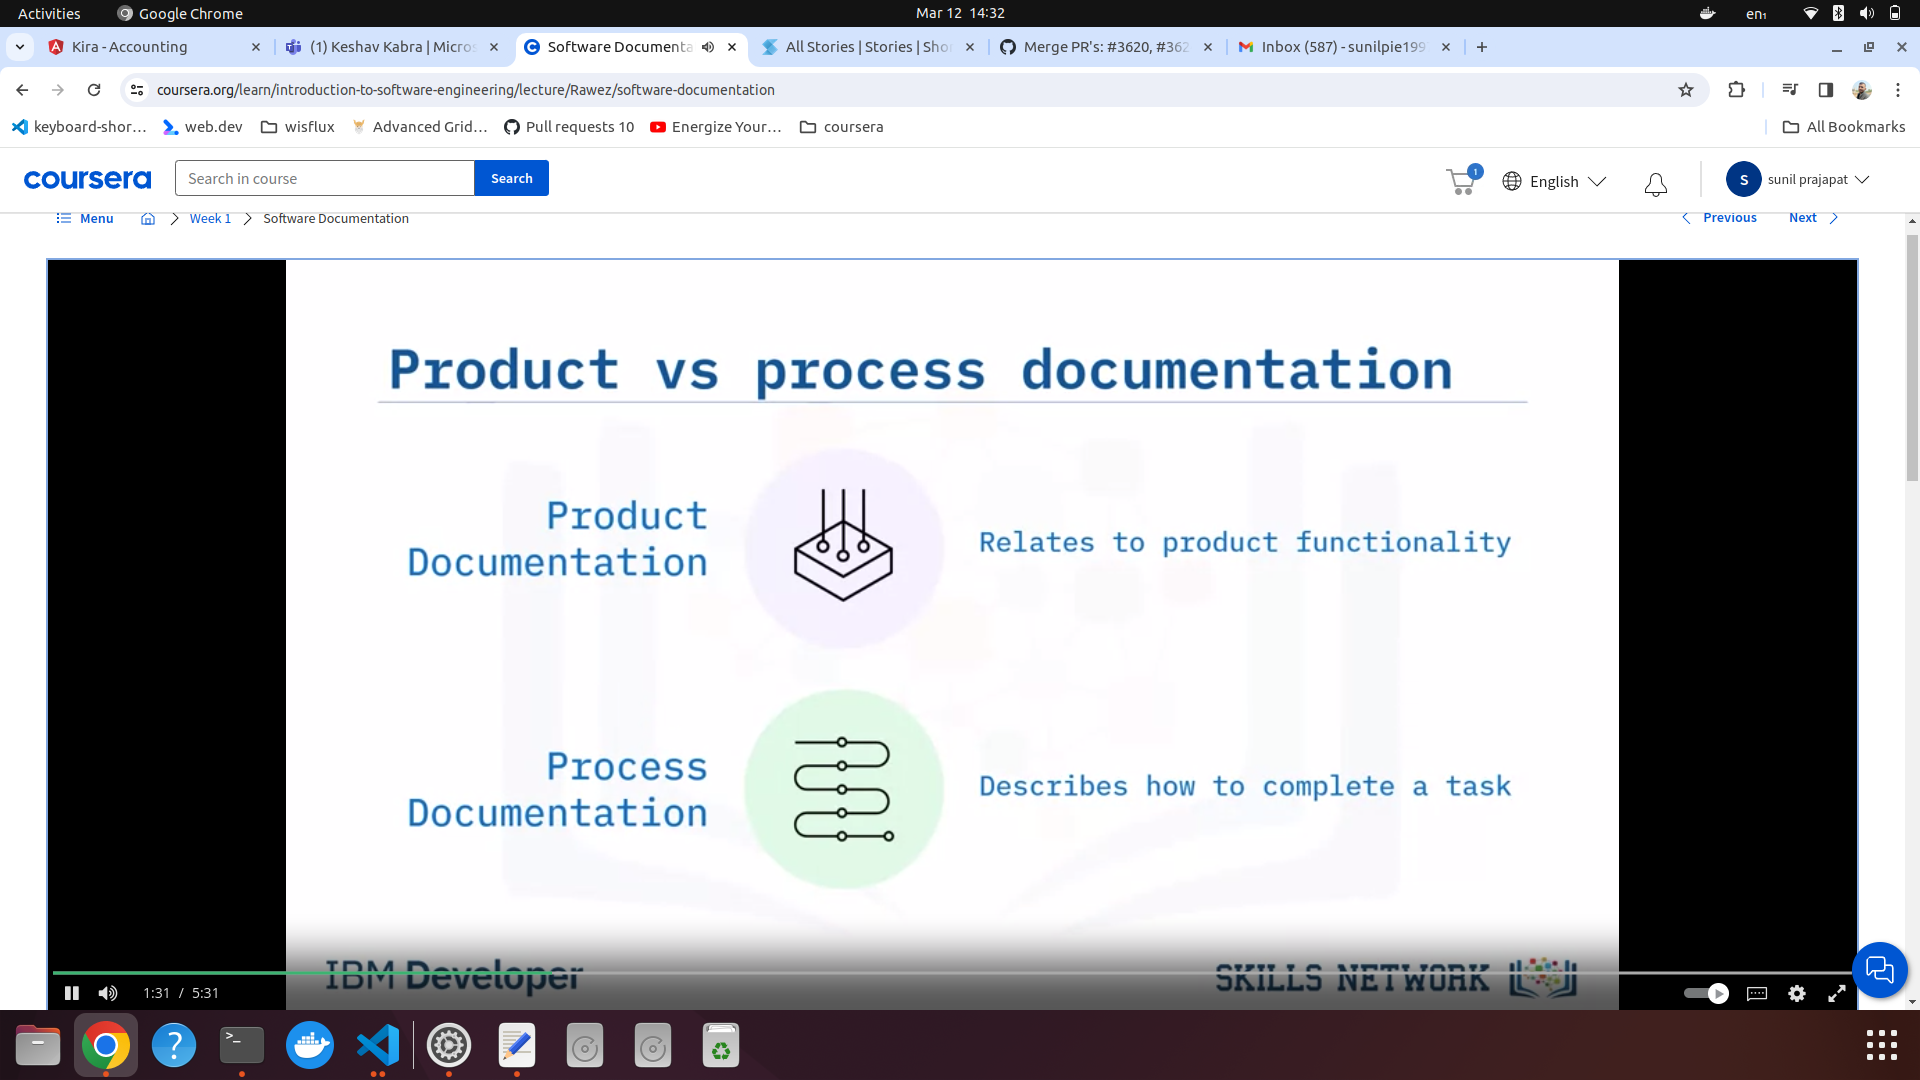 Activities Google Chrome Mar 12 14:32 en₁
Kira - Accounting (1) Keshav Kabra | Micros Software Documenta All Stories | Stories | Sho Merge PR's: #3620, #362 Inbox (587) - sunilpie199
coursera.org/learn/introduction-to-software-engineering/lecture/Rawez/software-documentation
keyboard-shor... web.dev wisflux Advanced Grid... Pull requests 10 Energize Your... coursera All Bookmarks
coursera Search in course Search 1 English S sunil prajapat
Menu Week 1 Software Documentation Previous Next
Product vs process documentation
Product
Documentation
Relates to product functionality
Process
Documentation
Describes how to complete a task
IBM Developer SKILLS NETWORK
1:31 / 5:31